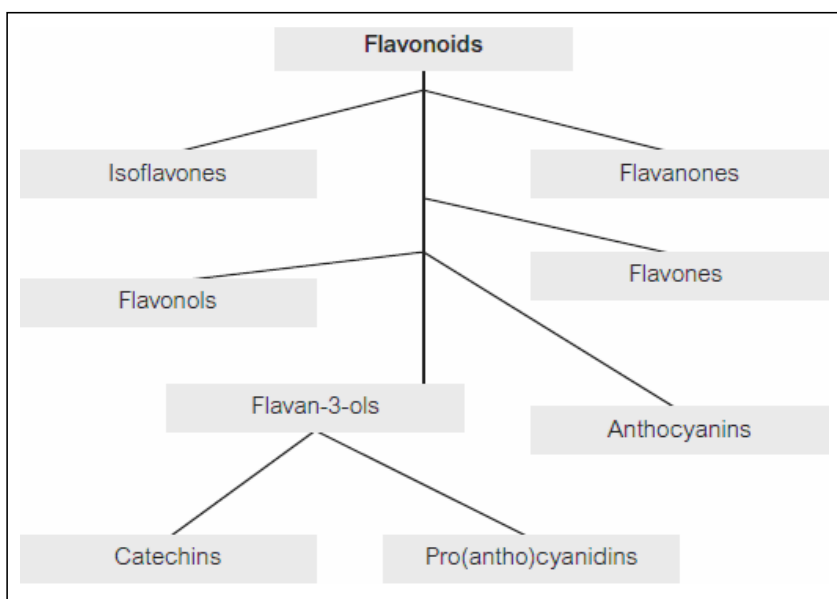 Flavonoids
Isoflavones
Flavanones
Flavones
Flavonols
Flavan-3-ols
Anthocyanins
Catechins
Pro(antho)cyanidins